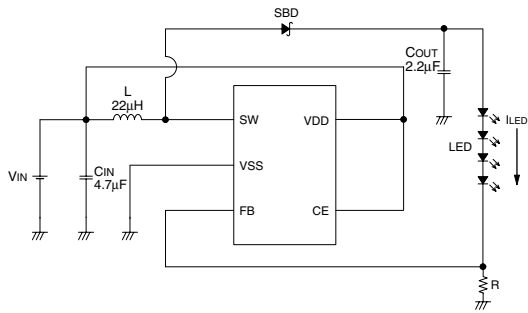 SBD
COUT
2.2μF
L
22μH
SW
VDD
ILED
LED
VIN
CIN
4.7μF
VSS
FB
CE
R